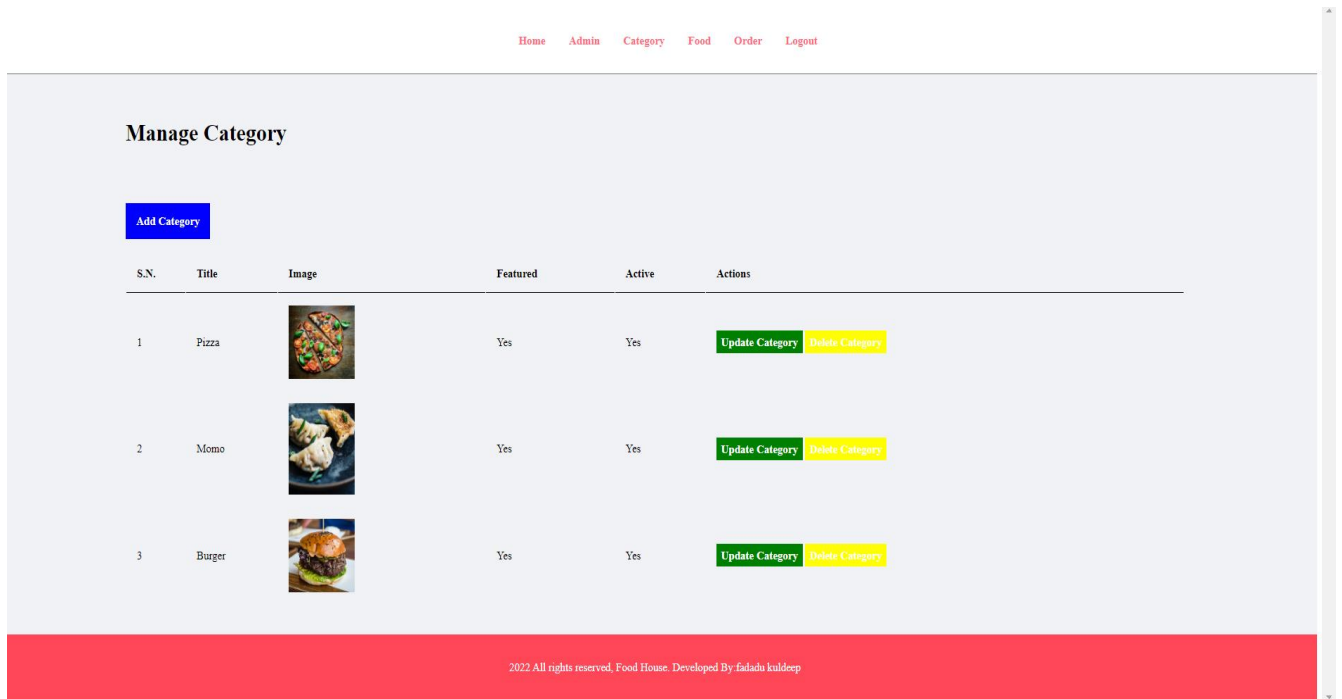 Home Admin Category Food Order Logout
Manage Category
Add Category
S.N. Title Image Featured Active Actions
1 Pizza Yes Yes Update Category Delete Category
2 Momo Yes Yes Update Category Delete Category
3 Burger Yes Yes Update Category Delete Category
2022 All rights reserved, Food House. Developed By:fadadu kuldeep